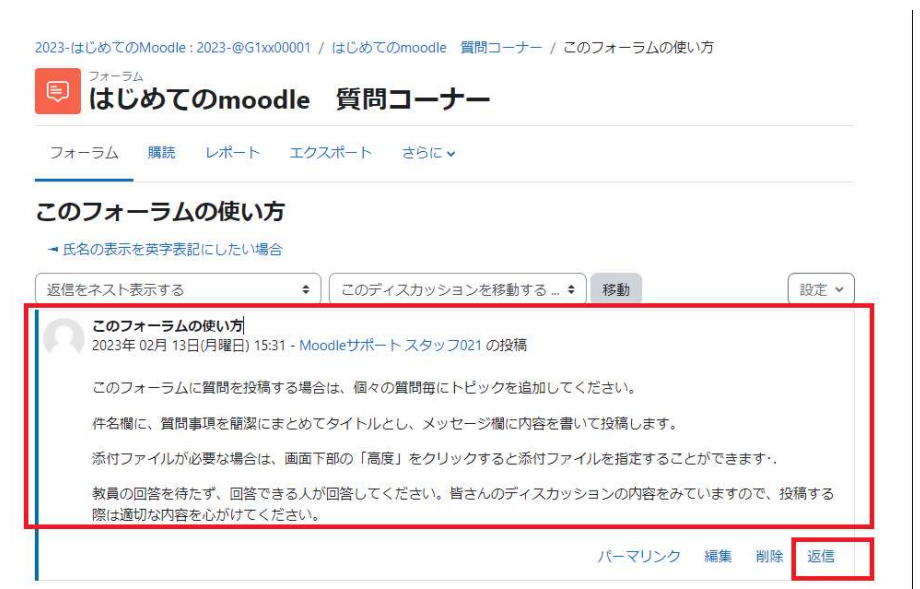 2023-はじめてのMoodle : 2023-@G1xx00001 / はじめてのmoodle　質問コーナー / このフォーラムの使い方
フォーラム
はじめてのmoodle　質問コーナー
フォーラム 購読 レポート エクスポート さらに
このフォーラムの使い方
◄ 氏名の表示を英字表記にしたい場合
返信をネスト表示する このディスカッションを移動する ... 移動 設定
このフォーラムの使い方
2023年 02月 13日(月曜日) 15:31 - Moodleサポート スタッフ021 の投稿
このフォーラムに質問を投稿する場合は、個々の質問毎にトピックを追加してください。
件名欄に、質問事項を簡潔にまとめてタイトルとし、メッセージ欄に内容を書いて投稿します。
添付ファイルが必要な場合は、画面下部の「高度」をクリックすると添付ファイルを指定することができます･.
教員の回答を待たず、回答できる人が回答してください。皆さんのディスカッションの内容をみていますので、投稿する
際は適切な内容を心がけてください。
パーマリンク 編集 削除 返信